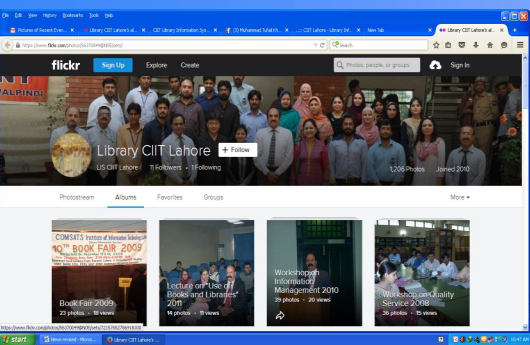 File Edit View History Bookmarks Tools Help
Pictures of Recent Even...
Library CIIT Lahore's al...
CIIT Library Information Sys...
(3) Muhammad Tufail Kh...
CIIT Lahore - Library Inf...
New Tab
Library CIIT Lahore's al...
Search
flickr
Sign Up
Explore
Create
Photos, people, or groups
Sign In
Library CIIT Lahore
+ Follow
LIS CIIT Lahore 11 Followers • 1 Following
1,206 Photos Joined 2010
Photostream
Albums
Favorites
Groups
More
COMSATS Institute of Information Technology
10TH BOOK FAIR 2009
Book Fair 2009
23 photos • 18 views
Lecture on "Use of Books and Libraries" 2011
14 photos • 11 views
Workshop on
Information
Management 2010
39 photos • 20 views
Workshop on Quality
Service 2008
36 photos • 15 views
start
Library CIIT Lahore's ...
10:47 AM